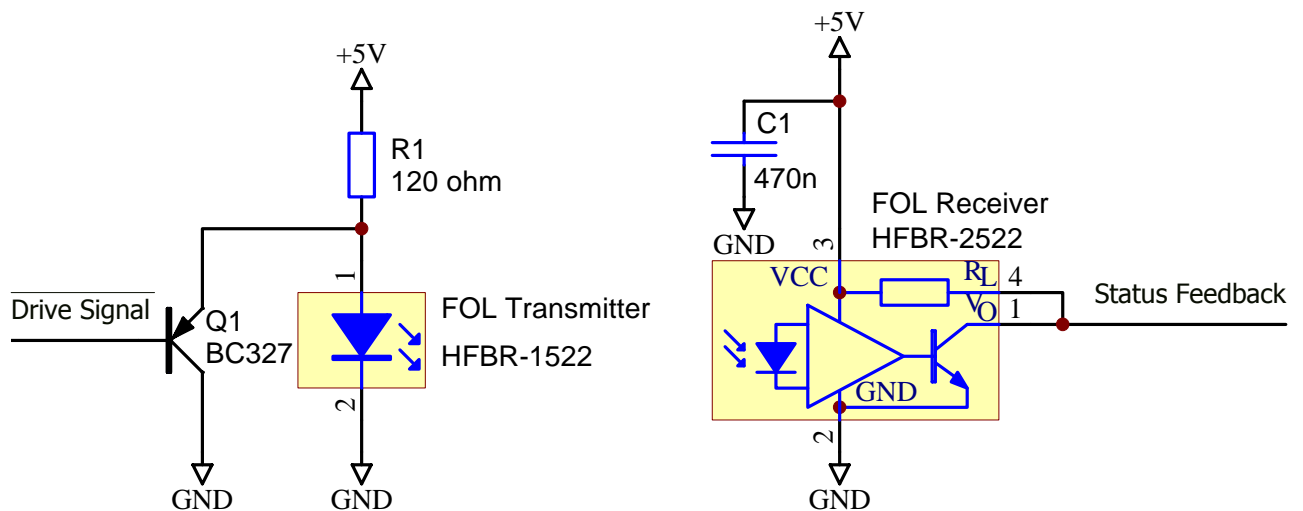 +5V
R1
120 ohm
Drive Signal
Q1
BC327
1
FOL Transmitter
HFBR-1522
2
GND
GND
+5V
C1
470n
GND
FOL Receiver
HFBR-2522
3
VCC
RL
4
VO
1
Status Feedback
GND
2
GND